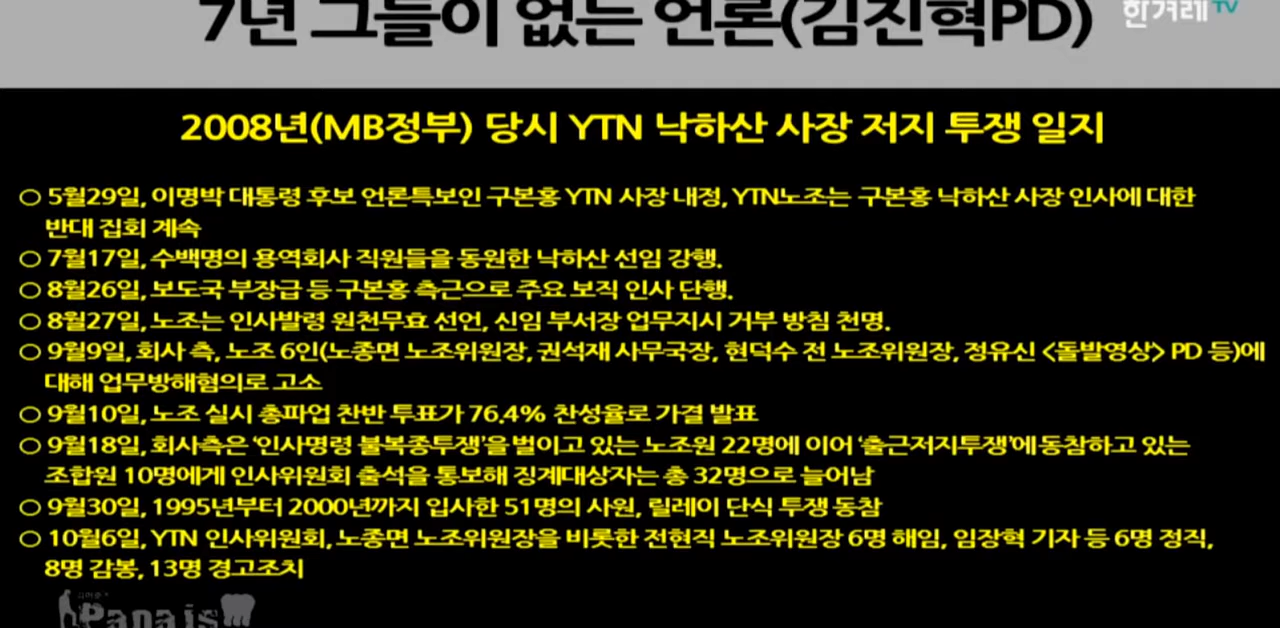 7년 그들이 없는 언론(김진혁PD)
한겨레TV
2008년(MB정부) 당시 YTN 낙하산 사장 저지 투쟁 일지
○ 5월29일, 이명박 대통령 후보 언론특보인 구본홍 YTN 사장 내정, YTN노조는 구본홍 낙하산 사장 인사에 대한
반대 집회 계속
○ 7월17일, 수백명의 용역회사 직원들을 동원한 낙하산 선임 강행.
○ 8월26일, 보도국 부장급 등 구본홍 측근으로 주요 보직 인사 단행.
○ 8월27일, 노조는 인사발령 원천무효 선언, 신임 부서장 업무지시 거부 방침 천명.
○ 9월9일, 회사 측, 노조 6인(노종면 노조위원장, 권석재 사무국장, 현덕수 전 노조위원장, 정유신 <돌발영상> PD 등)에
대해 업무방해혐의로 고소
○ 9월10일, 노조 실시 총파업 찬반 투표가 76.4% 찬성율로 가결 발표
○ 9월18일, 회사측은 '인사명령 불복종투쟁'을 벌이고 있는 노조원 22명에 이어 '출근저지투쟁'에 동참하고 있는
조합원 10명에게 인사위원회 출석을 통보해 징계대상자는 총 32명으로 늘어남
○ 9월30일, 1995년부터 2000년까지 입사한 51명의 사원, 릴레이 단식 투쟁 동참
○ 10월6일, YTN 인사위원회, 노종면 노조위원장을 비롯한 전현직 노조위원장 6명 해임, 임장혁 기자 등 6명 정직,
8명 감봉, 13명 경고조치
Papais